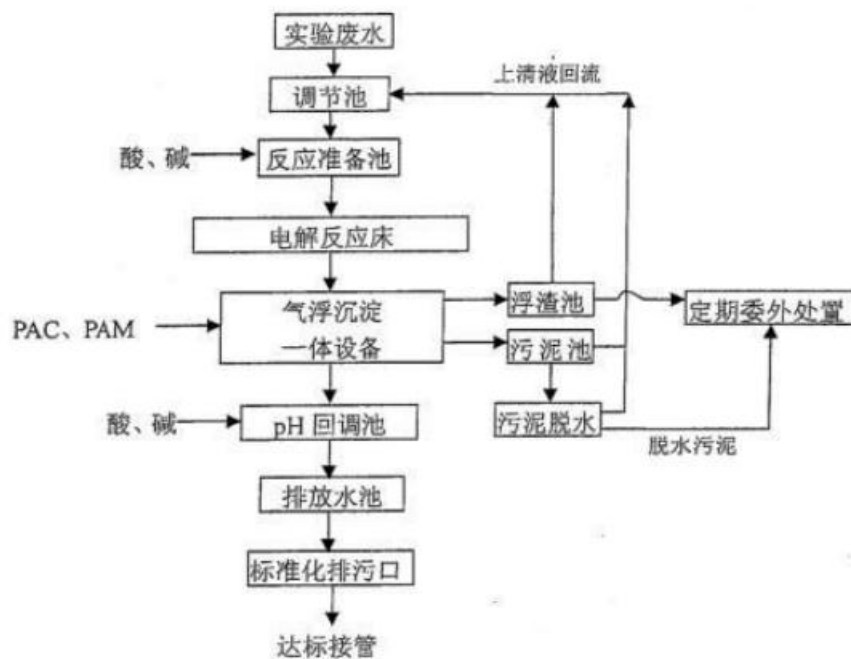 实验废水
上清液回流
调节池
酸、碱
反应准备池
电解反应床
气浮沉淀
一体设备
PAC、PAM
浮渣池
定期委外处置
污泥池
污泥脱水
脱水污泥
酸、碱
pH 回调池
排放水池
标准化排污口
达标接管